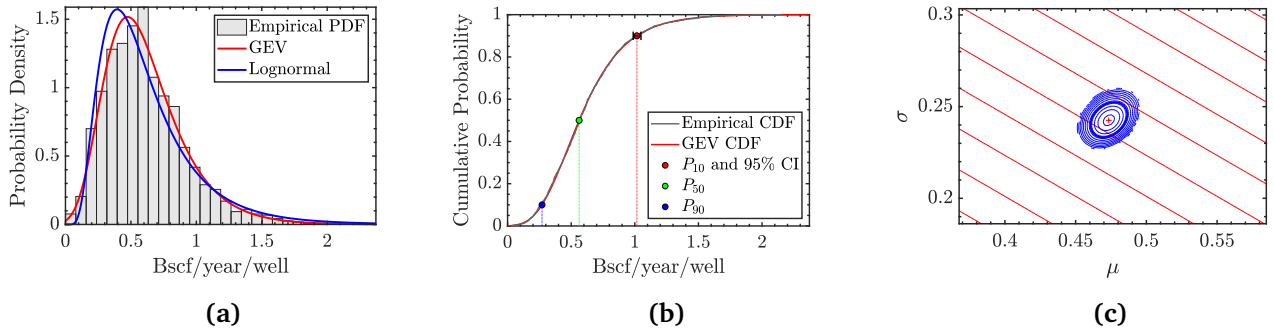 1.5
1
0.5
0
Probability Density
Empirical PDF
GEV
Lognormal
0 0.5 1 1.5 2
Bscf/year/well
(a)
1
0.8
0.6
0.4
0.2
0
Cumulative Probability
Empirical CDF
GEV CDF
P10 and 95% CI
P50
P90
0 0.5 1 1.5 2
Bscf/year/well
(b)
0.3
0.25
0.2
σ
0.4 0.45 0.5 0.55
μ
(c)